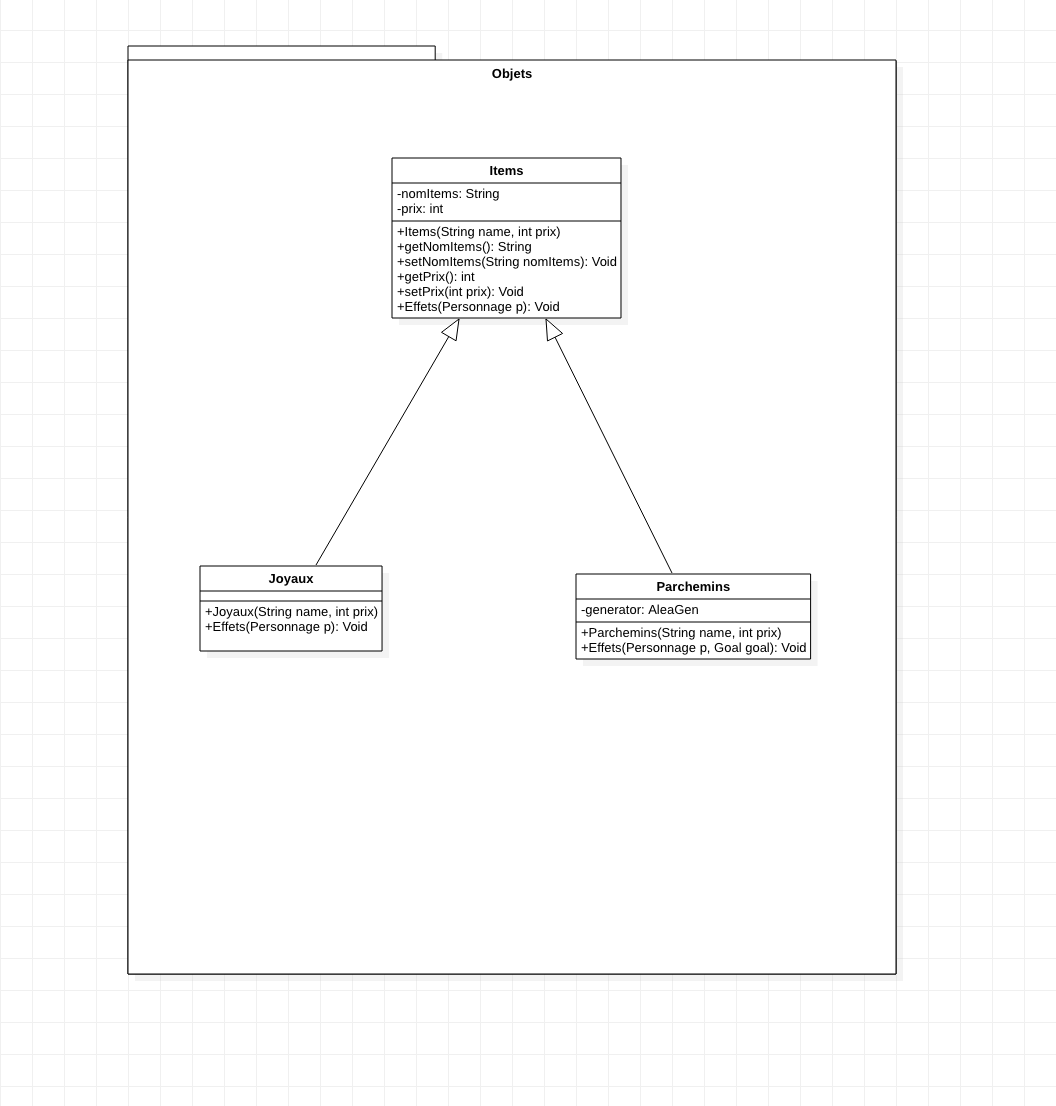 Objets
Items
-nomItems: String
-prix: int
+Items(String name, int prix)
+getNomItems(): String
+setNomItems(String nomItems): Void
+getPrix(): int
+setPrix(int prix): Void
+Effets(Personnage p): Void
Joyaux
+Joyaux(String name, int prix)
+Effets(Personnage p): Void
Parchemins
-generator: AleaGen
+Parchemins(String name, int prix)
+Effets(Personnage p, Goal goal): Void